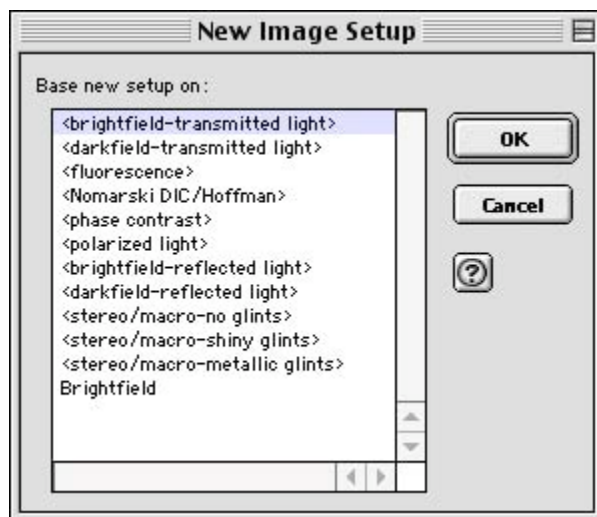 New Image Setup
Base new setup on:
<brightfield-transmitted light>
<darkfield-transmitted light>
<fluorescence>
<Nomarski DIC/Hoffman>
<phase contrast>
<polarized light>
<brightfield-reflected light>
<darkfield-reflected light>
<stereo/macro-no glints>
<stereo/macro-shiny glints>
<stereo/macro-metallic glints>
Brightfield
OK
Cancel
?